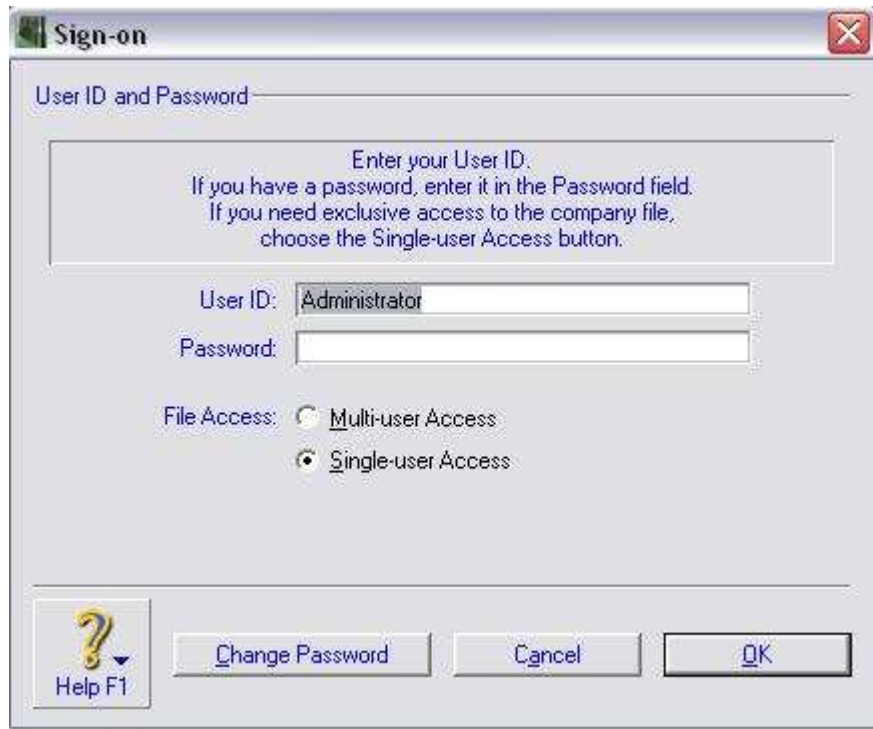 Sign-on
User ID and Password
Enter your User ID.
If you have a password, enter it in the Password field.
If you need exclusive access to the company file,
choose the Single-user Access button.
User ID: Administrator
Password:
File Access: Multi-user Access
Single-user Access
Help F1
Change Password Cancel OK